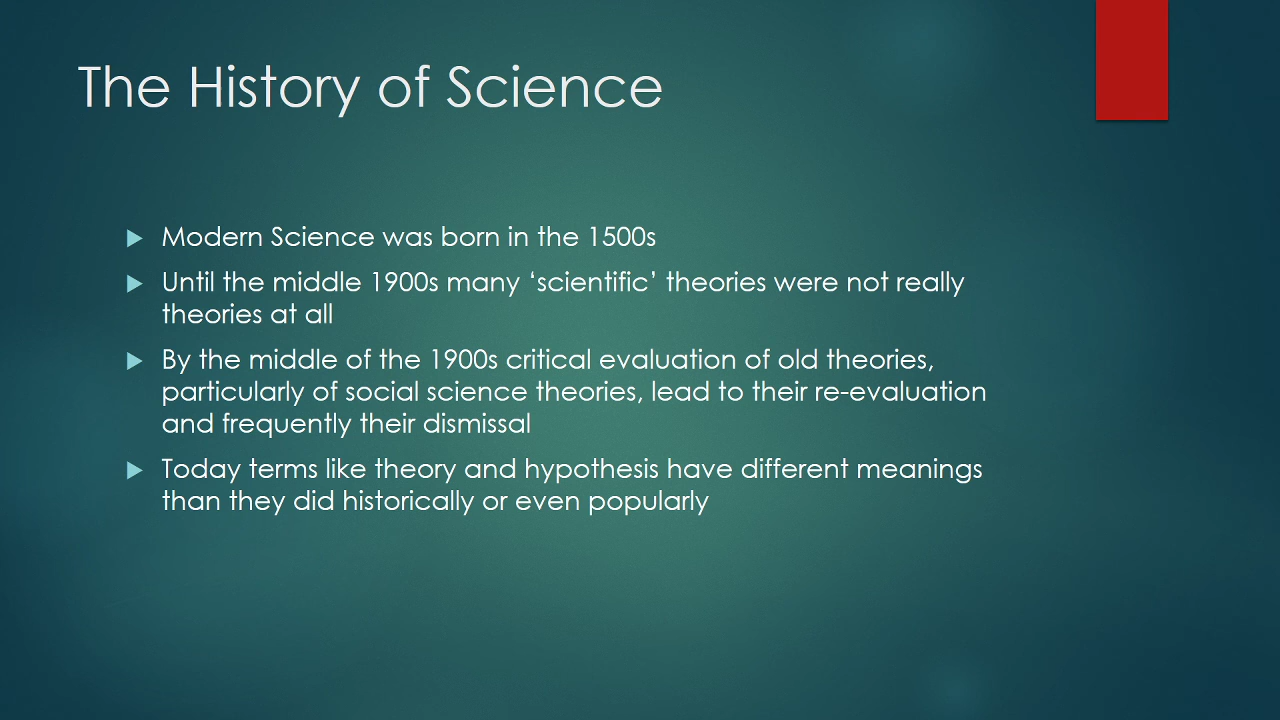 The History of Science
Modern Science was born in the 1500s
Until the middle 1900s many ‘scientific’ theories were not really
theories at all
By the middle of the 1900s critical evaluation of old theories,
particularly of social science theories, lead to their re-evaluation
and frequently their dismissal
Today terms like theory and hypothesis have different meanings
than they did historically or even popularly